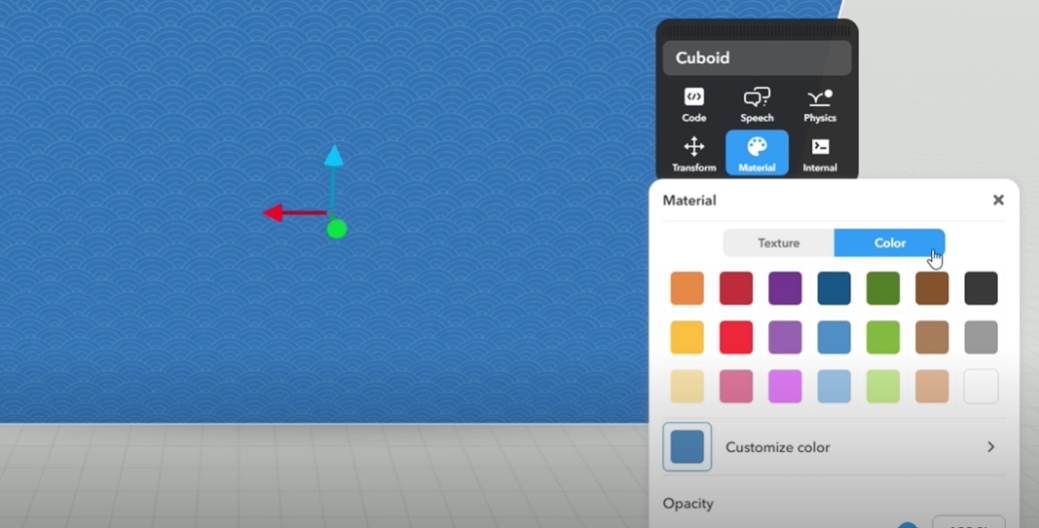 Cuboid
Code Speech Physics
Transform Material Internal
Material
Texture Color
Customize color
Opacity